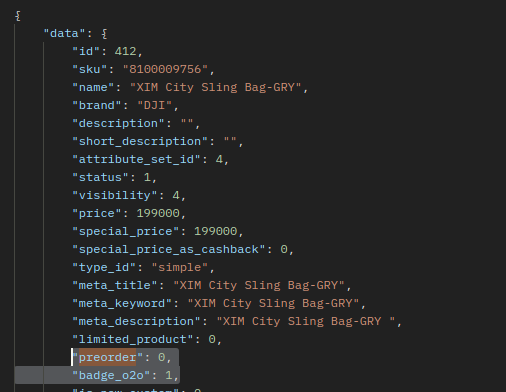 {
"data": {
"id": 412,
"sku": "8100009756",
"name": "XIM City Sling Bag-GRY",
"brand": "DJI",
"description": "",
"short_description": "",
"attribute_set_id": 4,
"status": 1,
"visibility": 4,
"price": 199000,
"special_price": 199000,
"special_price_as_cashback": 0,
"type_id": "simple",
"meta_title": "XIM City Sling Bag-GRY",
"meta_keyword": "XIM City Sling Bag-GRY",
"meta_description": "XIM City Sling Bag-GRY ",
"limited_product": 0,
"preorder": 0,
"badge_o2o": 1,